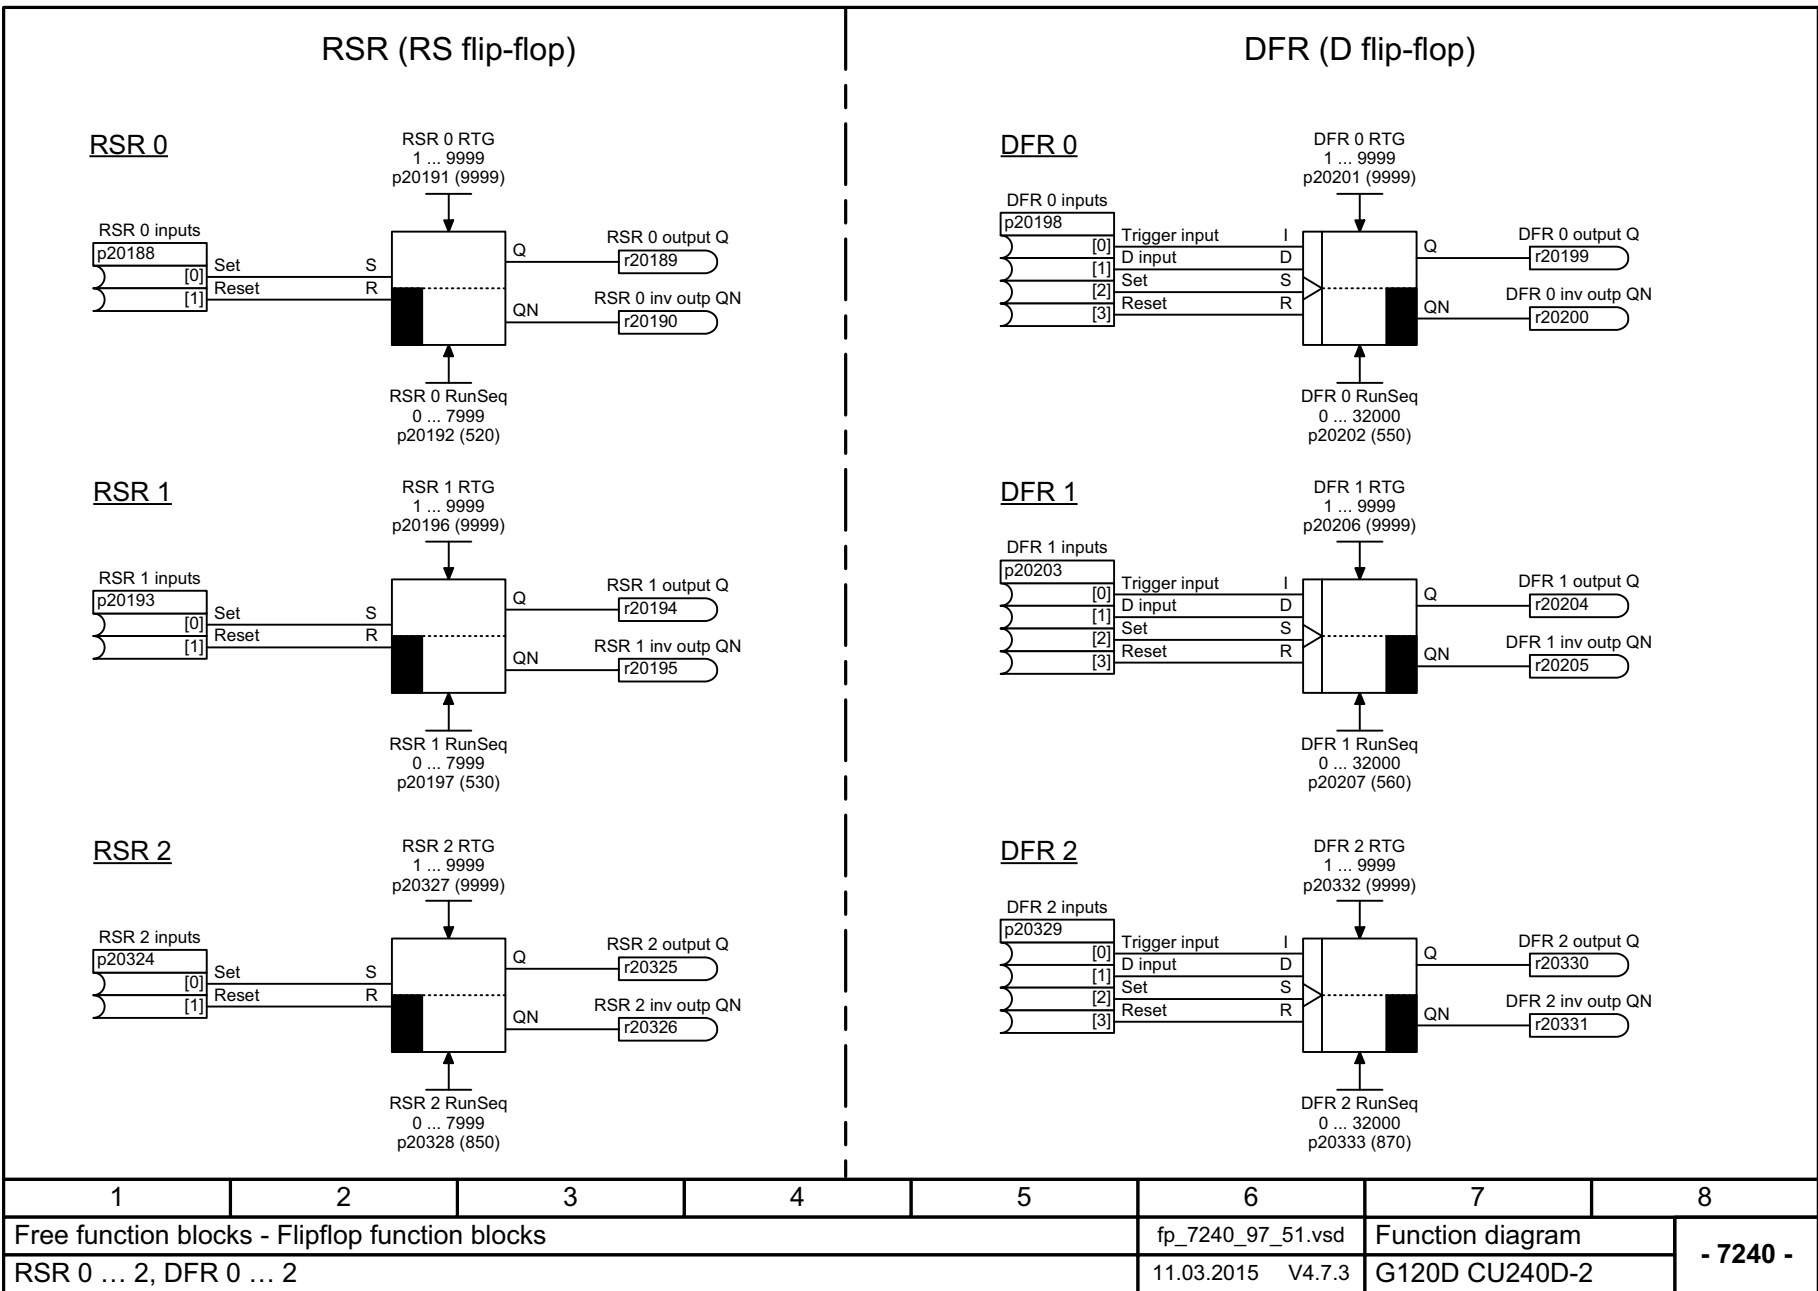 RSR (RS flip-flop)
RSR 0
RSR 0 RTG
1 ... 9999
p20191 (9999)
RSR 0 inputs
p20188
[0] Set S
[1] Reset R
Q
RSR 0 output Q
r20189
QN
RSR 0 inv outp QN
r20190
RSR 0 RunSeq
0 ... 7999
p20192 (520)
RSR 1
RSR 1 RTG
1 ... 9999
p20196 (9999)
RSR 1 inputs
p20193
[0] Set S
[1] Reset R
Q
RSR 1 output Q
r20194
QN
RSR 1 inv outp QN
r20195
RSR 1 RunSeq
0 ... 7999
p20197 (530)
RSR 2
RSR 2 RTG
1 ... 9999
p20327 (9999)
RSR 2 inputs
p20324
[0] Set S
[1] Reset R
Q
RSR 2 output Q
r20325
QN
RSR 2 inv outp QN
r20326
RSR 2 RunSeq
0 ... 7999
p20328 (850)
DFR (D flip-flop)
DFR 0
DFR 0 RTG
1 ... 9999
p20201 (9999)
DFR 0 inputs
p20198
[0] Trigger input I
[1] D input D
[2] Set S
[3] Reset R
Q
DFR 0 output Q
r20199
QN
DFR 0 inv outp QN
r20200
DFR 0 RunSeq
0 ... 32000
p20202 (550)
DFR 1
DFR 1 RTG
1 ... 9999
p20206 (9999)
DFR 1 inputs
p20203
[0] Trigger input I
[1] D input D
[2] Set S
[3] Reset R
Q
DFR 1 output Q
r20204
QN
DFR 1 inv outp QN
r20205
DFR 1 RunSeq
0 ... 32000
p20207 (560)
DFR 2
DFR 2 RTG
1 ... 9999
p20332 (9999)
DFR 2 inputs
p20329
[0] Trigger input I
[1] D input D
[2] Set S
[3] Reset R
Q
DFR 2 output Q
r20330
QN
DFR 2 inv outp QN
r20331
DFR 2 RunSeq
0 ... 32000
p20333 (870)
1 2 3 4 5 6 7 8
Free function blocks - Flipflop function blocks
fp_7240_97_51.vsd
Function diagram
- 7240 -
RSR 0 … 2, DFR 0 … 2
11.03.2015 V4.7.3
G120D CU240D-2